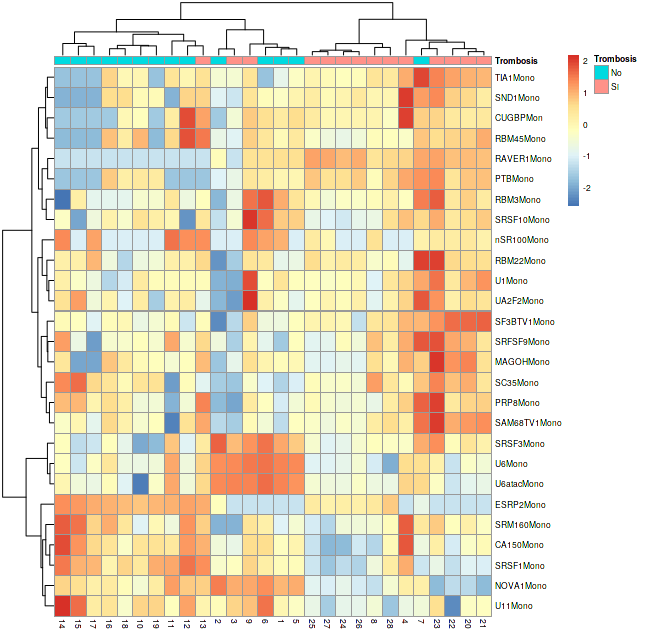 Trombosis
TIA1Mono
SND1Mono
CUGBPMon
RBM45Mono
RAVER1Mono
PTBMono
RBM3Mono
SRSF10Mono
nSR100Mono
RBM22Mono
U1Mono
UA2F2Mono
SF3BTV1Mono
SRFSF9Mono
MAGOHMono
SC35Mono
PRP8Mono
SAM68TV1Mono
SRSF3Mono
U6Mono
U6atacMono
ESRP2Mono
SRM160Mono
CA150Mono
SRSF1Mono
NOVA1Mono
U11Mono
14 15 17 16 18 10 19 11 12 13 2 3 9 6 1 5 25 27 24 26 8 28 4 7 23 22 20 21
2
1
0
-1
-2
Trombosis
No
SI